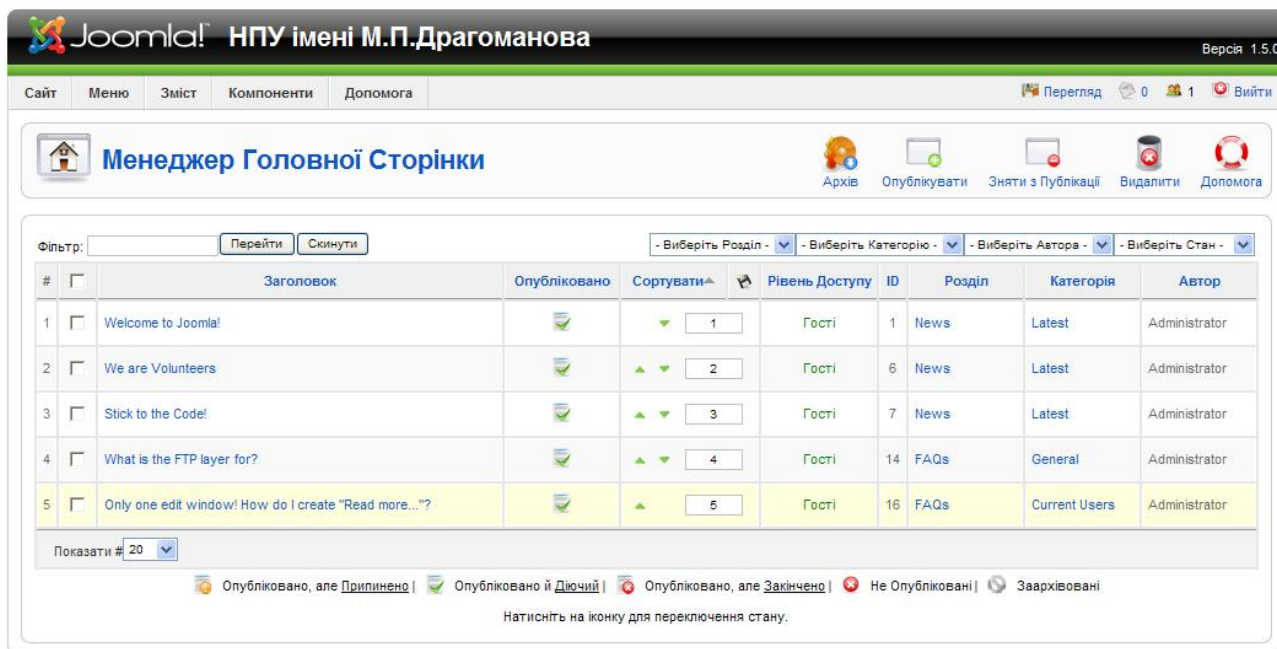 Joomla! НПУ імені М.П.Драгоманова
Версія 1.5.0
Сайт Меню Зміст Компоненти Допомога Перегляд 0 1 Вийти
Менеджер Головної Сторінки Архів Опублікувати Зняти з Публікації Видалити Допомога
Фільтр: Перейти Скинути - Виберіть Розділ - - Виберіть Категорію - - Виберіть Автора - - Виберіть Стан -
# Заголовок Опубліковано Сортувати Рівень Доступу ID Розділ Категорія Автор
1 Welcome to Joomla! 1 Гості 1 News Latest Administrator
2 We are Volunteers 2 Гості 6 News Latest Administrator
3 Stick to the Code! 3 Гості 7 News Latest Administrator
4 What is the FTP layer for? 4 Гості 14 FAQs General Administrator
5 Only one edit window! How do I create "Read more..."? 5 Гості 16 FAQs Current Users Administrator
Показати # 20
Опубліковано, але Припинено | Опубліковано й Діючий | Опубліковано, але Закінчено | Не Опубліковані | Заархівовані
Натисніть на іконку для переключення стану.